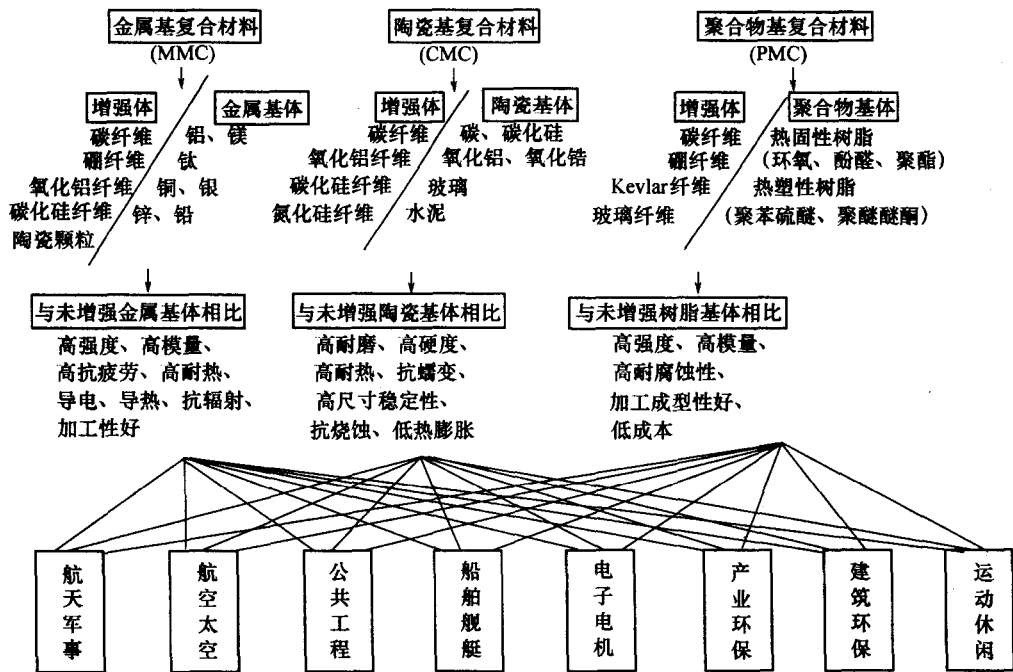 金属基复合材料
(MMC)
增强体
金属基体
碳纤维
铝、镁
硼纤维
钛
氧化铝纤维
铜、银
碳化硅纤维
锌、铅
陶瓷颗粒
与未增强金属基体相比
高强度、高模量、
高抗疲劳、高耐热、
导电、导热、抗辐射、
加工性好
陶瓷基复合材料
(CMC)
增强体
陶瓷基体
碳纤维
碳、碳化硅
氧化铝纤维
氧化铝、氧化锆
碳化硅纤维
玻璃
氮化硅纤维
水泥
与未增强陶瓷基体相比
高耐磨、高硬度、
高耐热、抗蠕变、
高尺寸稳定性、
抗烧蚀、低热膨胀
聚合物基复合材料
(PMC)
增强体
聚合物基体
碳纤维
热固性树脂
硼纤维
(环氧、酚醛、聚酯)
Kevlar纤维
热塑性树脂
玻璃纤维
(聚苯硫醚、聚醚醚酮)
与未增强树脂基体相比
高强度、高模量、
高耐腐蚀性、
加工成型性好、
低成本
航天军事
航空太空
公共工程
船舶舰艇
电子电机
产业环保
建筑环保
运动休闲